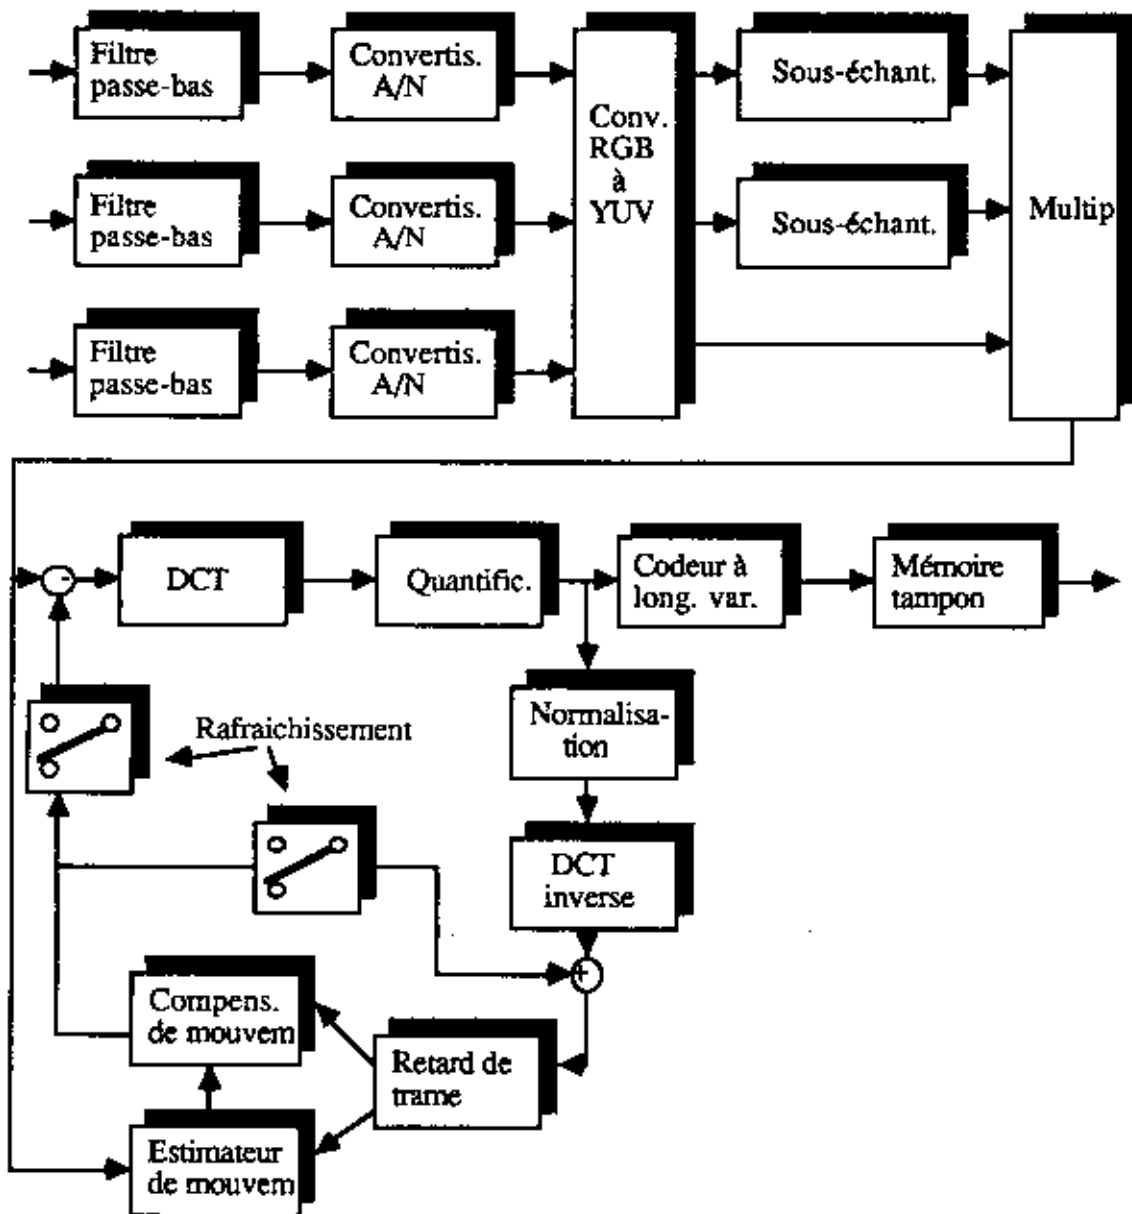 Filtre
passe-bas
Convertis.
A/N
Sous-échant.
Conv.
RGB
à
YUV
Filtre
passe-bas
Convertis.
A/N
Sous-échant.
Multip
Filtre
passe-bas
Convertis.
A/N
-
DCT
Quantific.
Codeur à
long. var.
Mémoire
tampon
Rafraichissement
Normalisa-
tion
DCT
inverse
+
Compens.
de mouvem
Retard de
trame
Estimateur
de mouvem